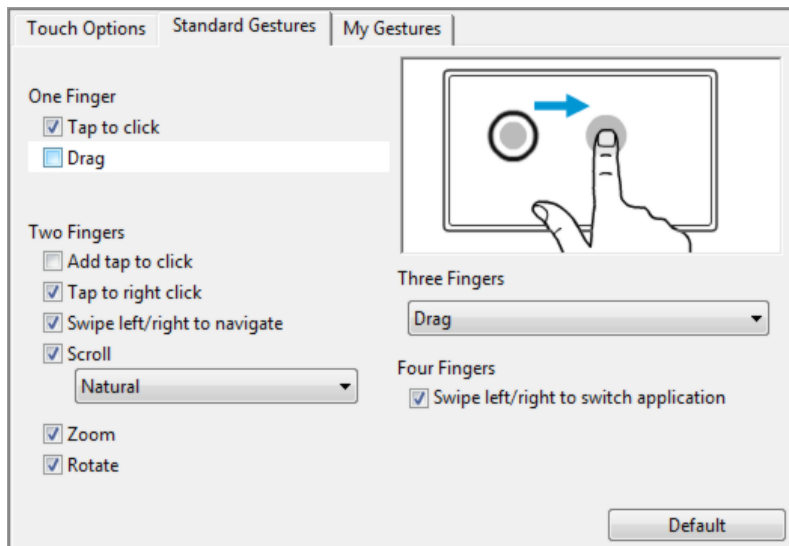 Touch Options
Standard Gestures
My Gestures
One Finger
Tap to click
Drag
Two Fingers
Add tap to click
Tap to right click
Swipe left/right to navigate
Scroll
Natural
Zoom
Rotate
Three Fingers
Drag
Four Fingers
Swipe left/right to switch application
Default